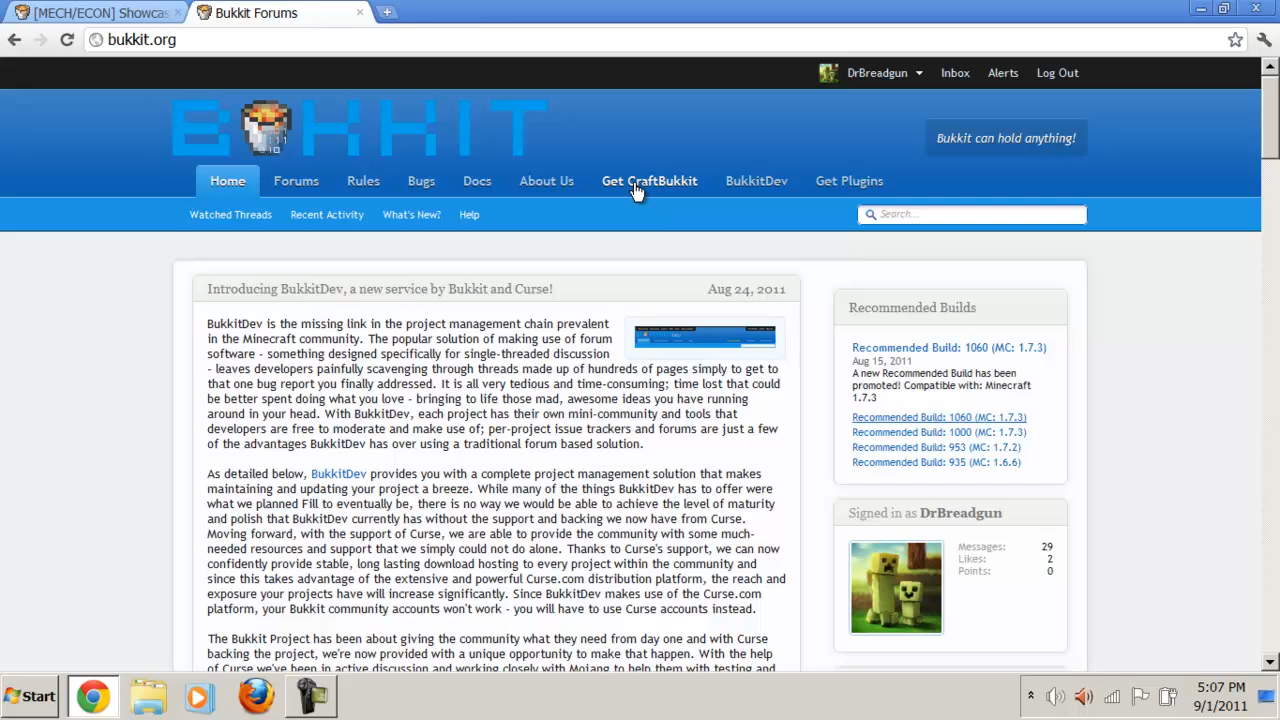 [MECH/ECON] Showcas
Bukkit Forums
bukkit.org
DrBreadgun
Inbox
Alerts
Log Out
BUKKIT
Bukkit can hold anything!
Home
Forums
Rules
Bugs
Docs
About Us
Get CraftBukkit
BukkitDev
Get Plugins
Watched Threads
Recent Activity
What's New?
Help
Search...
Introducing BukkitDev, a new service by Bukkit and Curse!
Aug 24, 2011
BukkitDev is the missing link in the project management chain prevalent
in the Minecraft community. The popular solution of making use of forum
software - something designed specifically for single-threaded discussion
- leaves developers painfully scavenging through threads made up of hundreds of pages simply to get to
that one bug report you finally addressed. It is all very tedious and time-consuming; time lost that could
be better spent doing what you love - bringing to life those mad, awesome ideas you have running
around in your head. With BukkitDev, each project has their own mini-community and tools that
developers are free to moderate and make use of; per-project issue trackers and forums are just a few
of the advantages BukkitDev has over using a traditional forum based solution.
As detailed below, BukkitDev provides you with a complete project management solution that makes
maintaining and updating your project a breeze. While many of the things BukkitDev has to offer were
what we planned Fill to eventually be, there is no way we would be able to achieve the level of maturity
and polish that BukkitDev currently has without the support and backing we now have from Curse.
Moving forward, with the support of Curse, we are able to provide the community with some much-
needed resources and support that we simply could not do alone. Thanks to Curse's support, we can now
confidently provide stable, long lasting download hosting to every project within the community and
since this takes advantage of the extensive and powerful Curse.com distribution platform, the reach and
exposure your projects have will increase significantly. Since BukkitDev makes use of the Curse.com
platform, your Bukkit community accounts won't work - you will have to use Curse accounts instead.
The Bukkit Project has been about giving the community what they need from day one and with Curse
backing the project, we're now provided with a unique opportunity to make that happen. With the help
of Curse we've been in active discussion and working closely with Mojang to help them with testing and
Recommended Builds
Recommended Build: 1060 (MC: 1.7.3)
Aug 15, 2011
A new Recommended Build has been
promoted! Compatible with: Minecraft
1.7.3
Recommended Build: 1060 (MC: 1.7.3)
Recommended Build: 1000 (MC: 1.7.3)
Recommended Build: 953 (MC: 1.7.2)
Recommended Build: 935 (MC: 1.6.6)
Signed in as DrBreadgun
Messages: 29
Likes: 2
Points: 0
Start
5:07 PM
9/1/2011